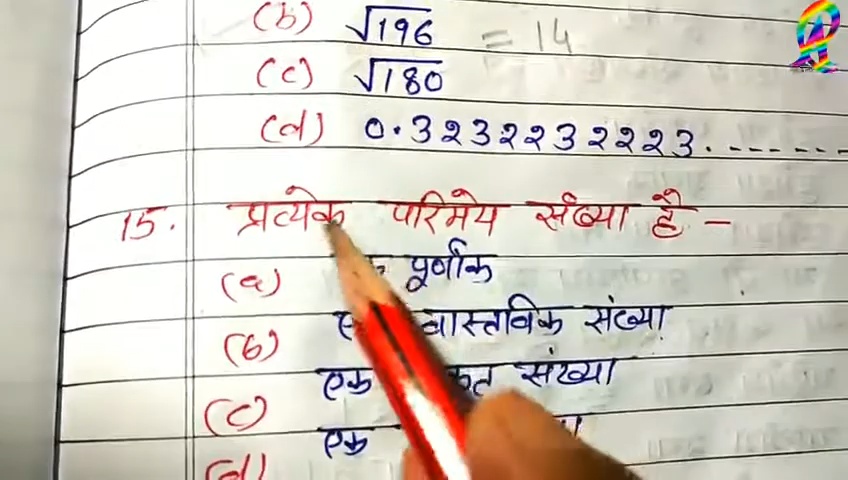 (b) √196 = 14
(c) √180
(d) 0.3232232223.------
15. प्रत्येक परिमेय संख्या है –
(a) पूर्णांक
(b) वास्तविक संख्या
(c) एक संख्या
(d) एक